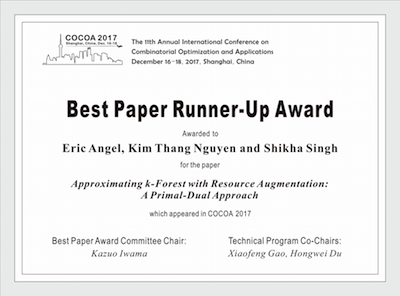 COCOA 2017
Shanghai, China, Dec. 16-18
The 11th Annual International Conference on
Combinatorial Optimization and Applications
December 16-18, 2017, Shanghai, China
Best Paper Runner-Up Award
Awarded to
Eric Angel, Kim Thang Nguyen and Shikha Singh
for the paper
Approximating k-Forest with Resource Augmentation:
A Primal-Dual Approach
which appeared in COCOA 2017
Best Paper Award Committee Chair:
Kazuo Iwama
Technical Program Co-Chairs:
Xiaofeng Gao, Hongwei Du